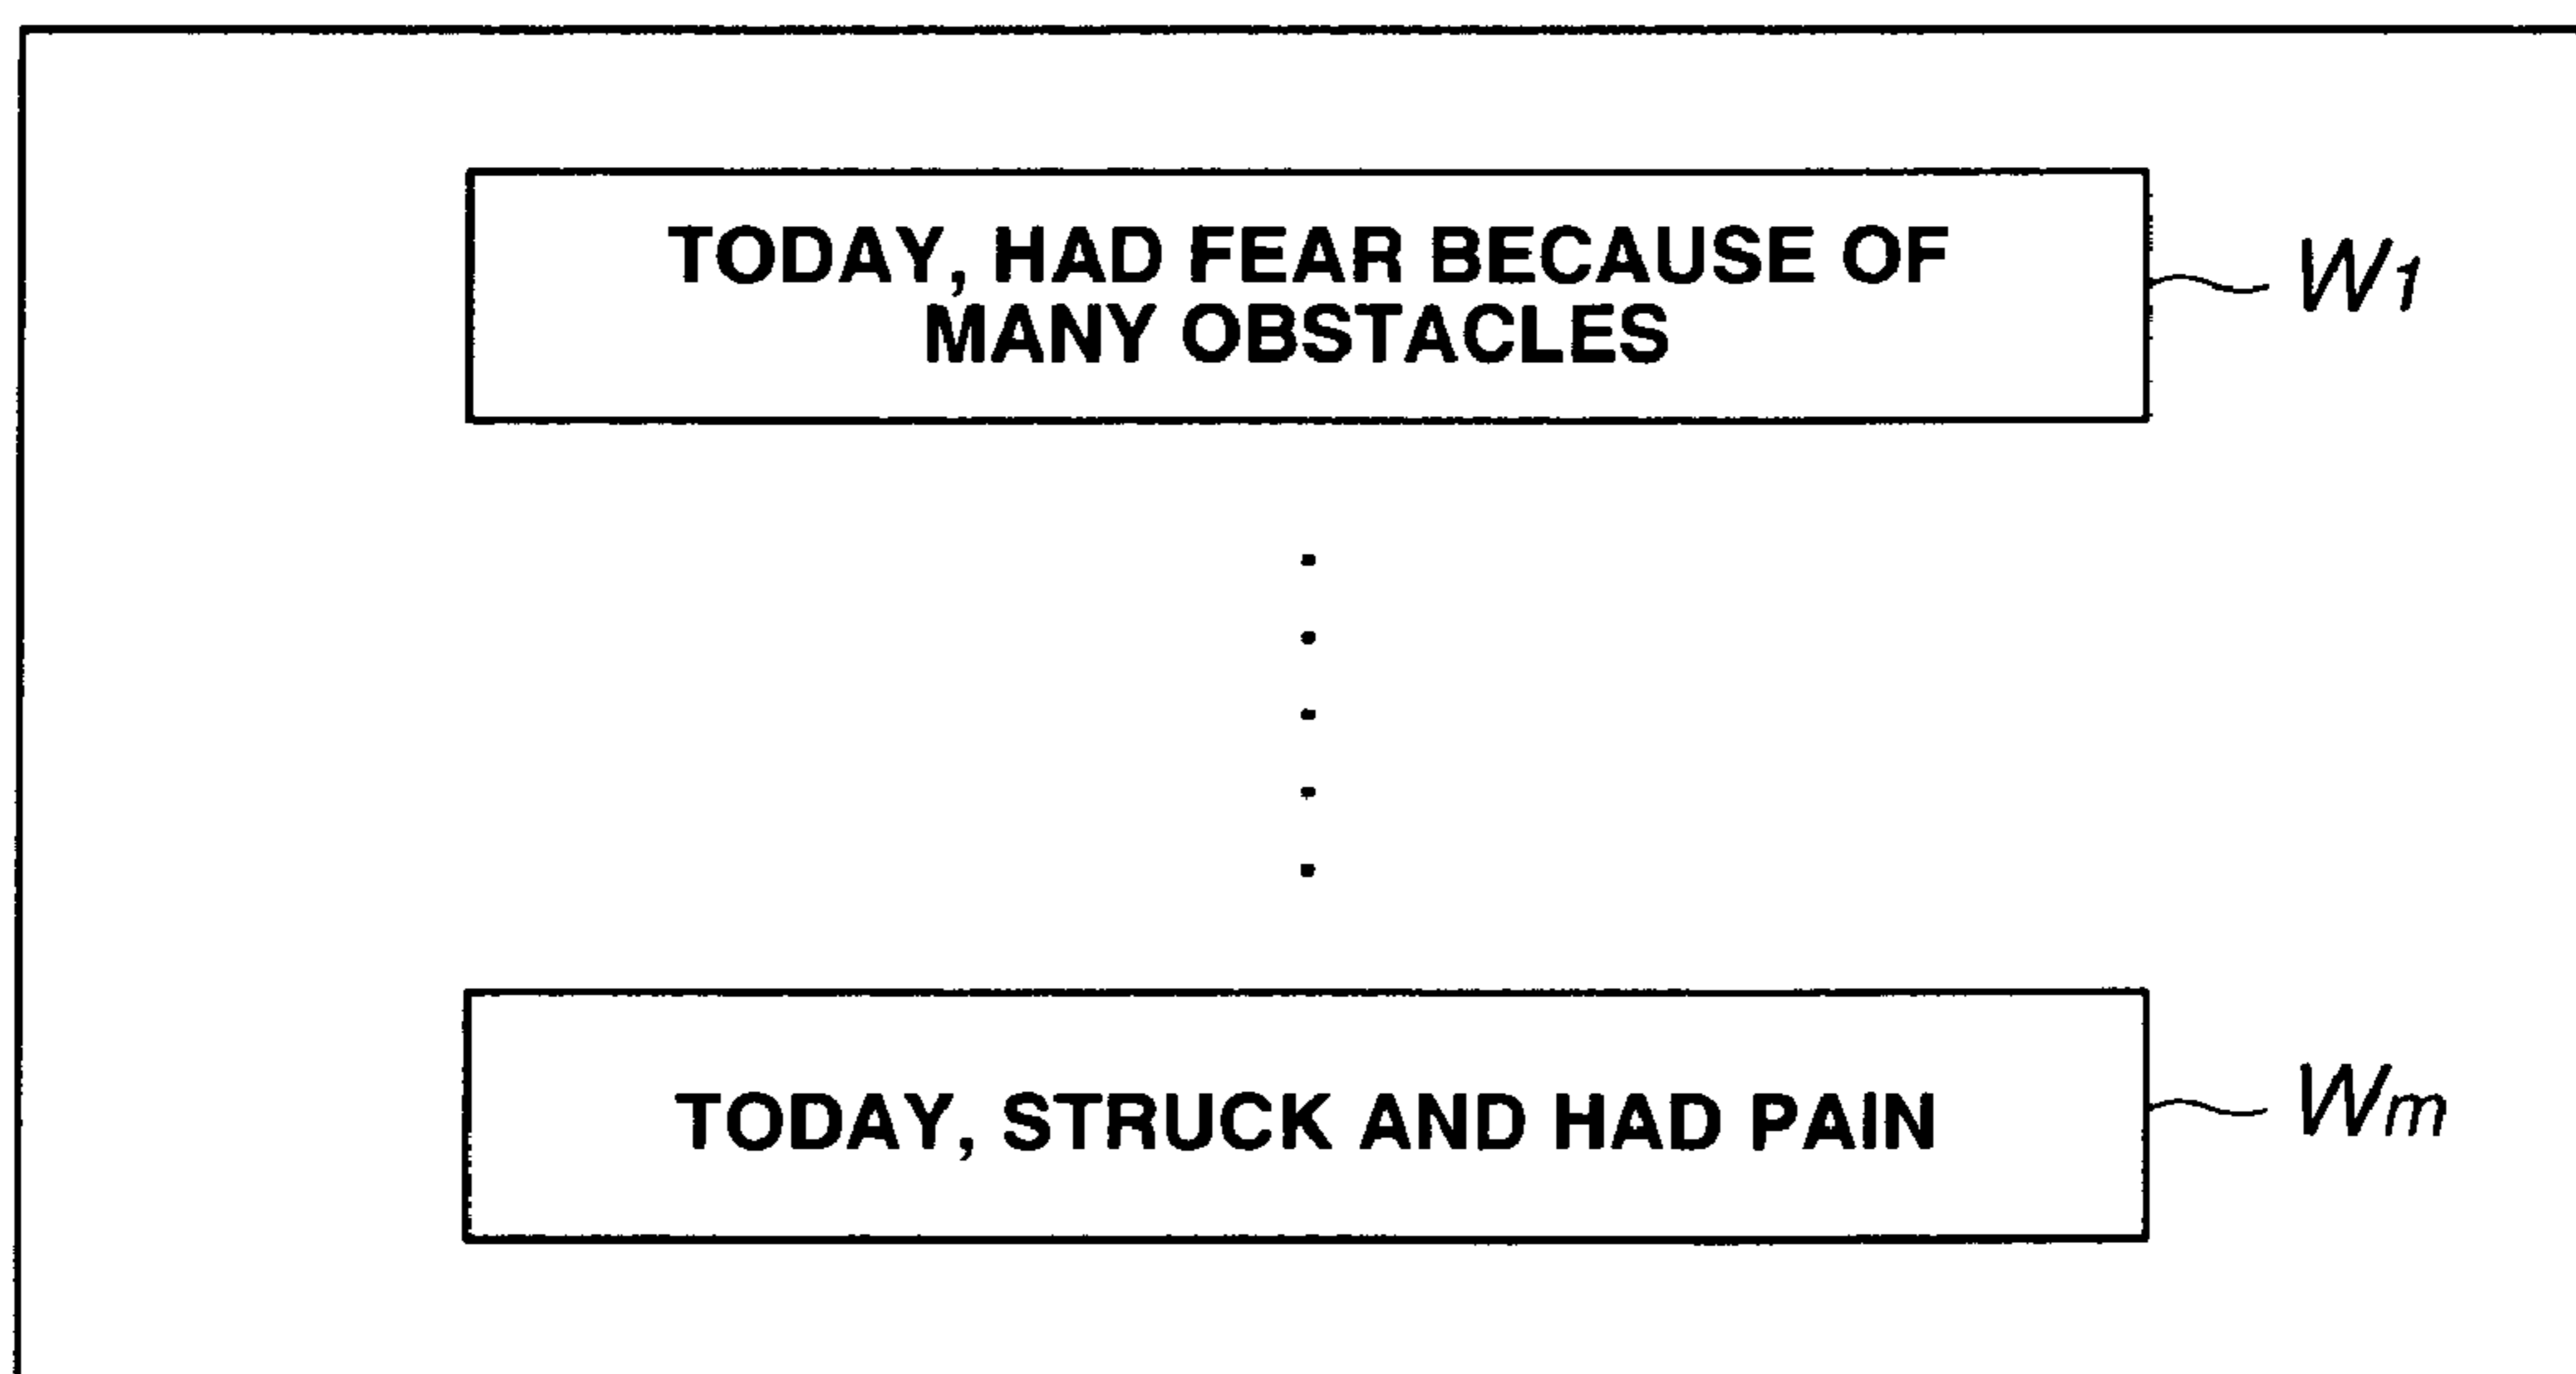 TODAY, HAD FEAR BECAUSE OF
MANY OBSTACLES
W1
TODAY, STRUCK AND HAD PAIN
Wm